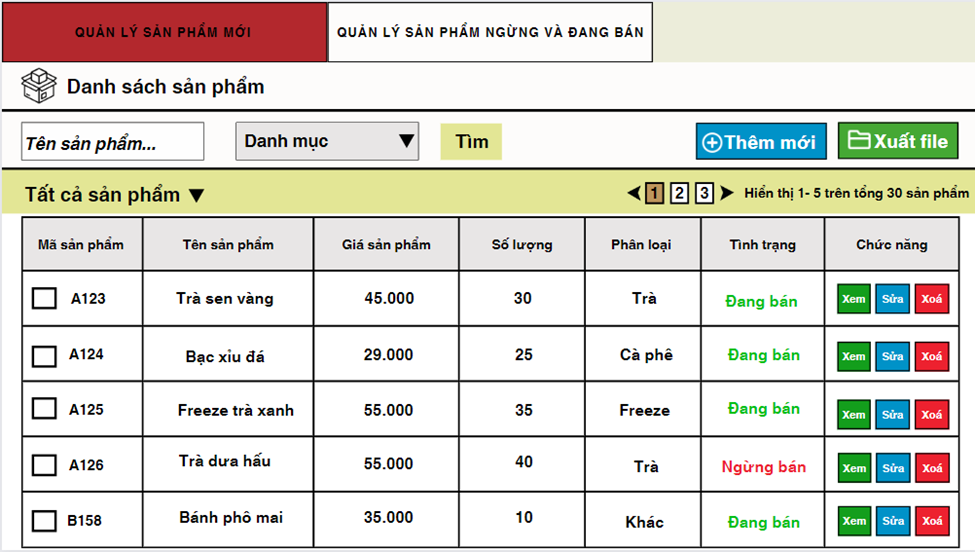 QUẢN LÝ SẢN PHẨM MỚI
QUẢN LÝ SẢN PHẨM NGỪNG VÀ ĐANG BÁN
Danh sách sản phẩm
Tên sản phẩm...
Danh mục
Tìm
Thêm mới
Xuất file
Tất cả sản phẩm
1 2 3
Hiển thị 1- 5 trên tổng 30 sản phẩm
Mã sản phẩm Tên sản phẩm Giá sản phẩm Số lượng Phân loại Tình trạng Chức năng
A123 Trà sen vàng 45.000 30 Trà Đang bán Xem Sửa Xoá
A124 Bạc xỉu đá 29.000 25 Cà phê Đang bán Xem Sửa Xoá
A125 Freeze trà xanh 55.000 35 Freeze Đang bán Xem Sửa Xoá
A126 Trà dưa hấu 55.000 40 Trà Ngừng bán Xem Sửa Xoá
B158 Bánh phô mai 35.000 10 Khác Đang bán Xem Sửa Xoá